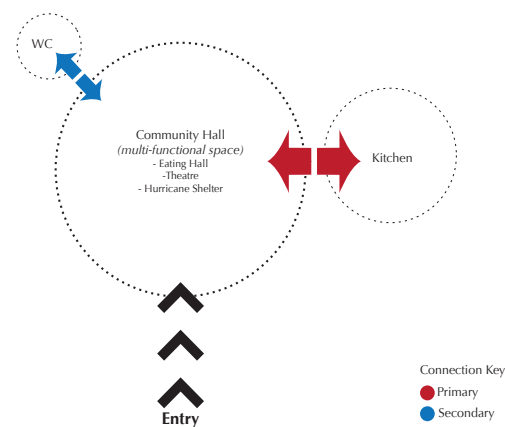 WC
Community Hall
(multi-functional space)
- Eating Hall
-Theatre
- Hurricane Shelter
Kitchen
Entry
Connection Key
Primary
Secondary